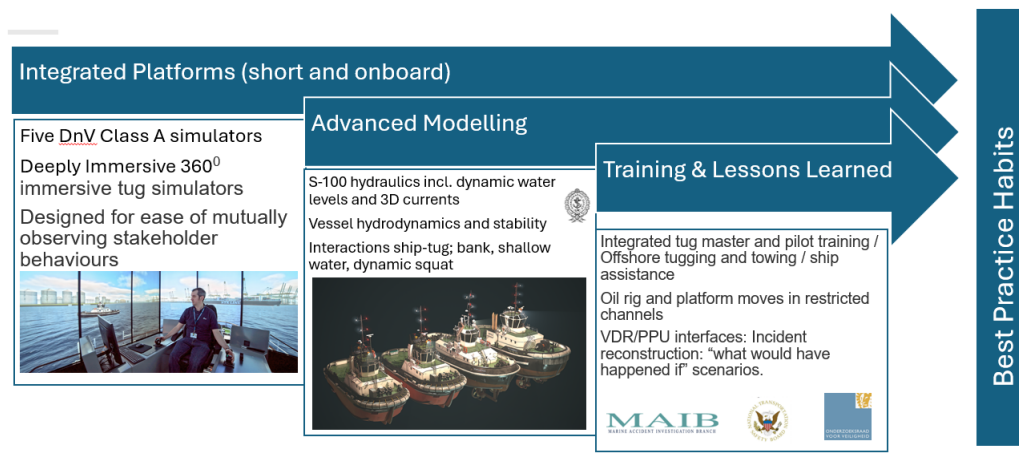 Integrated Platforms (short and onboard)
Five DnV Class A simulators
Deeply Immersive 360⁰
immersive tug simulators
Designed for ease of mutually
observing stakeholder
behaviours
Advanced Modelling
S-100 hydraulics incl. dynamic water
levels and 3D currents
Vessel hydrodynamics and stability
Interactions ship-tug; bank, shallow
water, dynamic squat
Training & Lessons Learned
Integrated tug master and pilot training /
Offshore tugging and towing / ship
assistance
Oil rig and platform moves in restricted
channels
VDR/PPU interfaces: Incident
reconstruction: “what would have
happened if” scenarios.
MAIB
MARINE ACCIDENT INVESTIGATION BRANCH
NATIONAL TRANSPORTATION
SAFETY BOARD
ONDERZOEKSRAAD
VOOR VEILIGHEID
Best Practice Habits